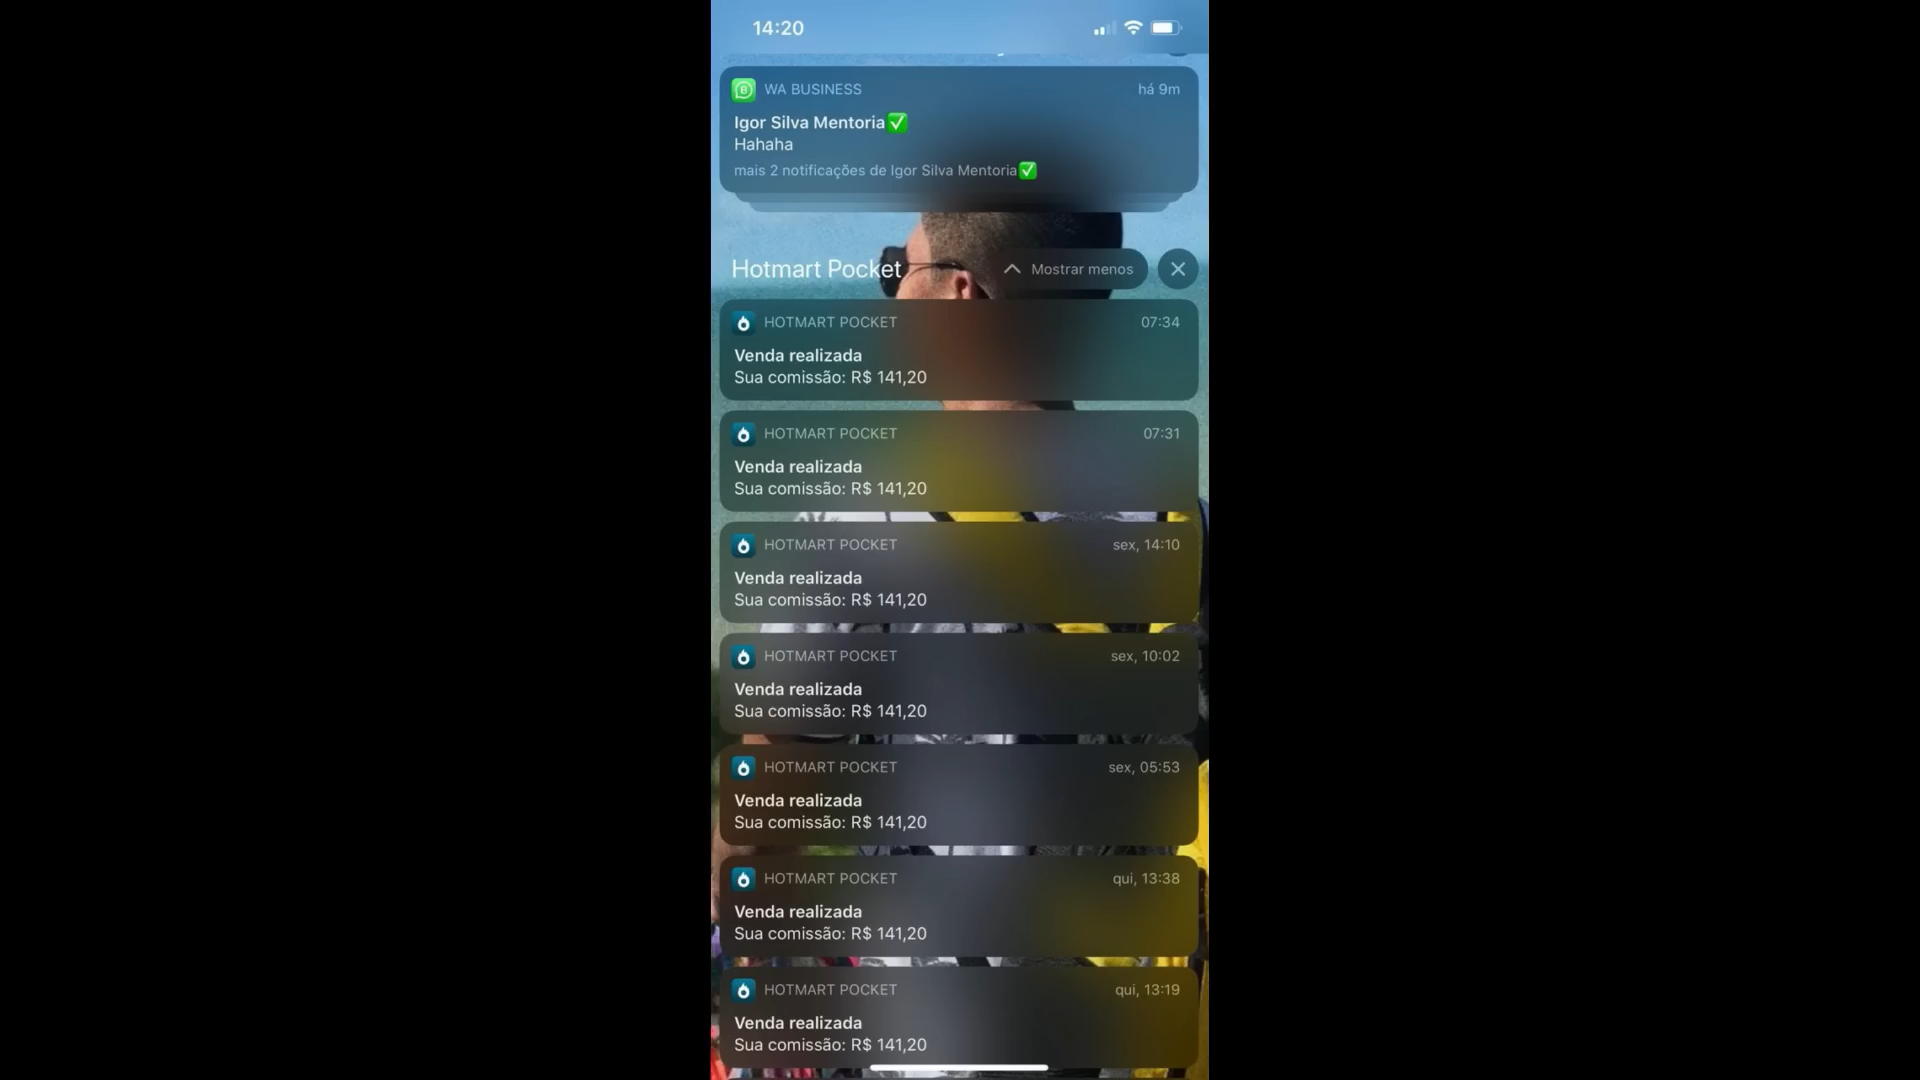 14:20
WA BUSINESS há 9m
Igor Silva Mentoria✅
Hahaha
mais 2 notificações de Igor Silva Mentoria✅
Hotmart Pocket Mostrar menos
HOTMART POCKET 07:34
Venda realizada
Sua comissão: R$ 141,20
HOTMART POCKET 07:31
Venda realizada
Sua comissão: R$ 141,20
HOTMART POCKET sex, 14:10
Venda realizada
Sua comissão: R$ 141,20
HOTMART POCKET sex, 10:02
Venda realizada
Sua comissão: R$ 141,20
HOTMART POCKET sex, 05:53
Venda realizada
Sua comissão: R$ 141,20
HOTMART POCKET qui, 13:38
Venda realizada
Sua comissão: R$ 141,20
HOTMART POCKET qui, 13:19
Venda realizada
Sua comissão: R$ 141,20